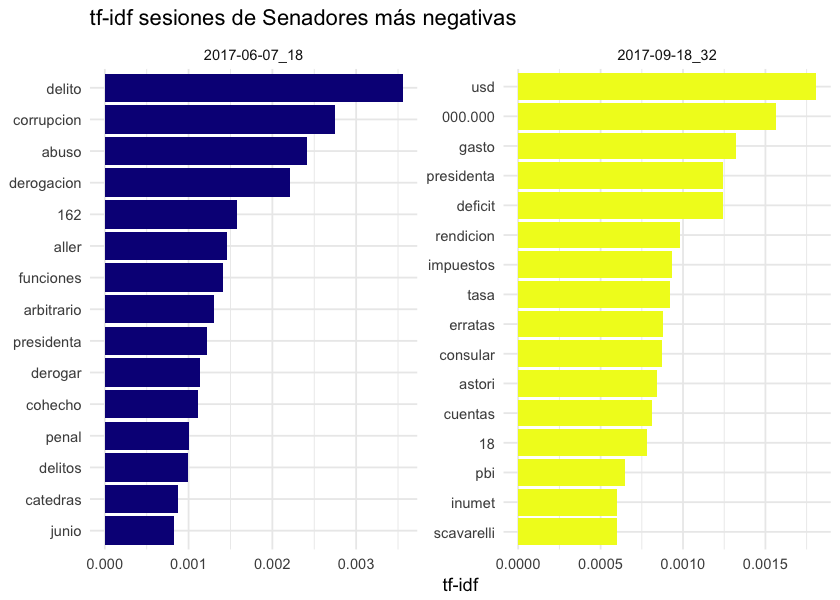 tf-idf sesiones de Senadores más negativas
2017-06-07_18
delito
corrupcion
abuso
derogacion
162
aller
funciones
arbitrario
presidenta
derogar
cohecho
penal
delitos
catedras
junio
0.000 0.001 0.002 0.003
2017-09-18_32
usd
000.000
gasto
presidenta
deficit
rendicion
impuestos
tasa
erratas
consular
astori
cuentas
18
pbi
inumet
scavarelli
0.0000 0.0005 0.0010 0.0015
tf-idf